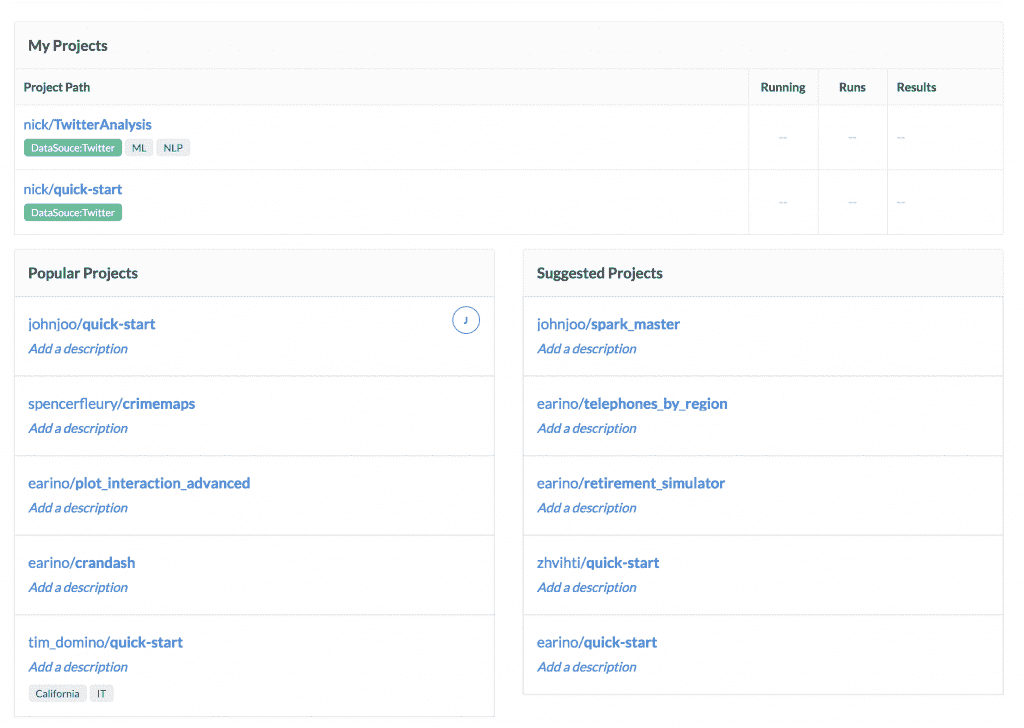 My Projects
Project Path Running Runs Results
nick/TwitterAnalysis
-- -- --
DataSouce:Twitter ML NLP
nick/quick-start
-- -- --
DataSouce:Twitter
Popular Projects
johnjoo/quick-start J
Add a description
spencerfleury/crimemaps
Add a description
earino/plot_interaction_advanced
Add a description
earino/crandash
Add a description
tim_domino/quick-start
Add a description
California IT
Suggested Projects
johnjoo/spark_master
Add a description
earino/telephones_by_region
Add a description
earino/retirement_simulator
Add a description
zhvihti/quick-start
Add a description
earino/quick-start
Add a description